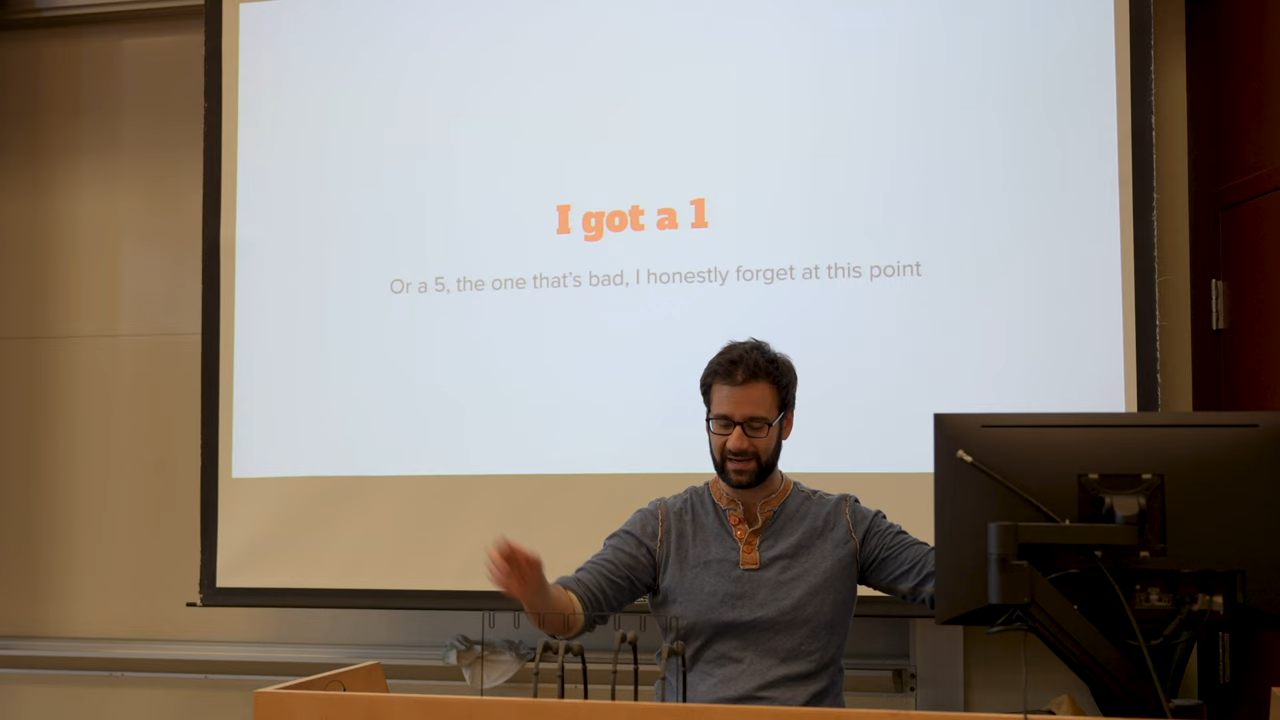 I got a 1
Or a 5, the one that's bad, I honestly forget at this point